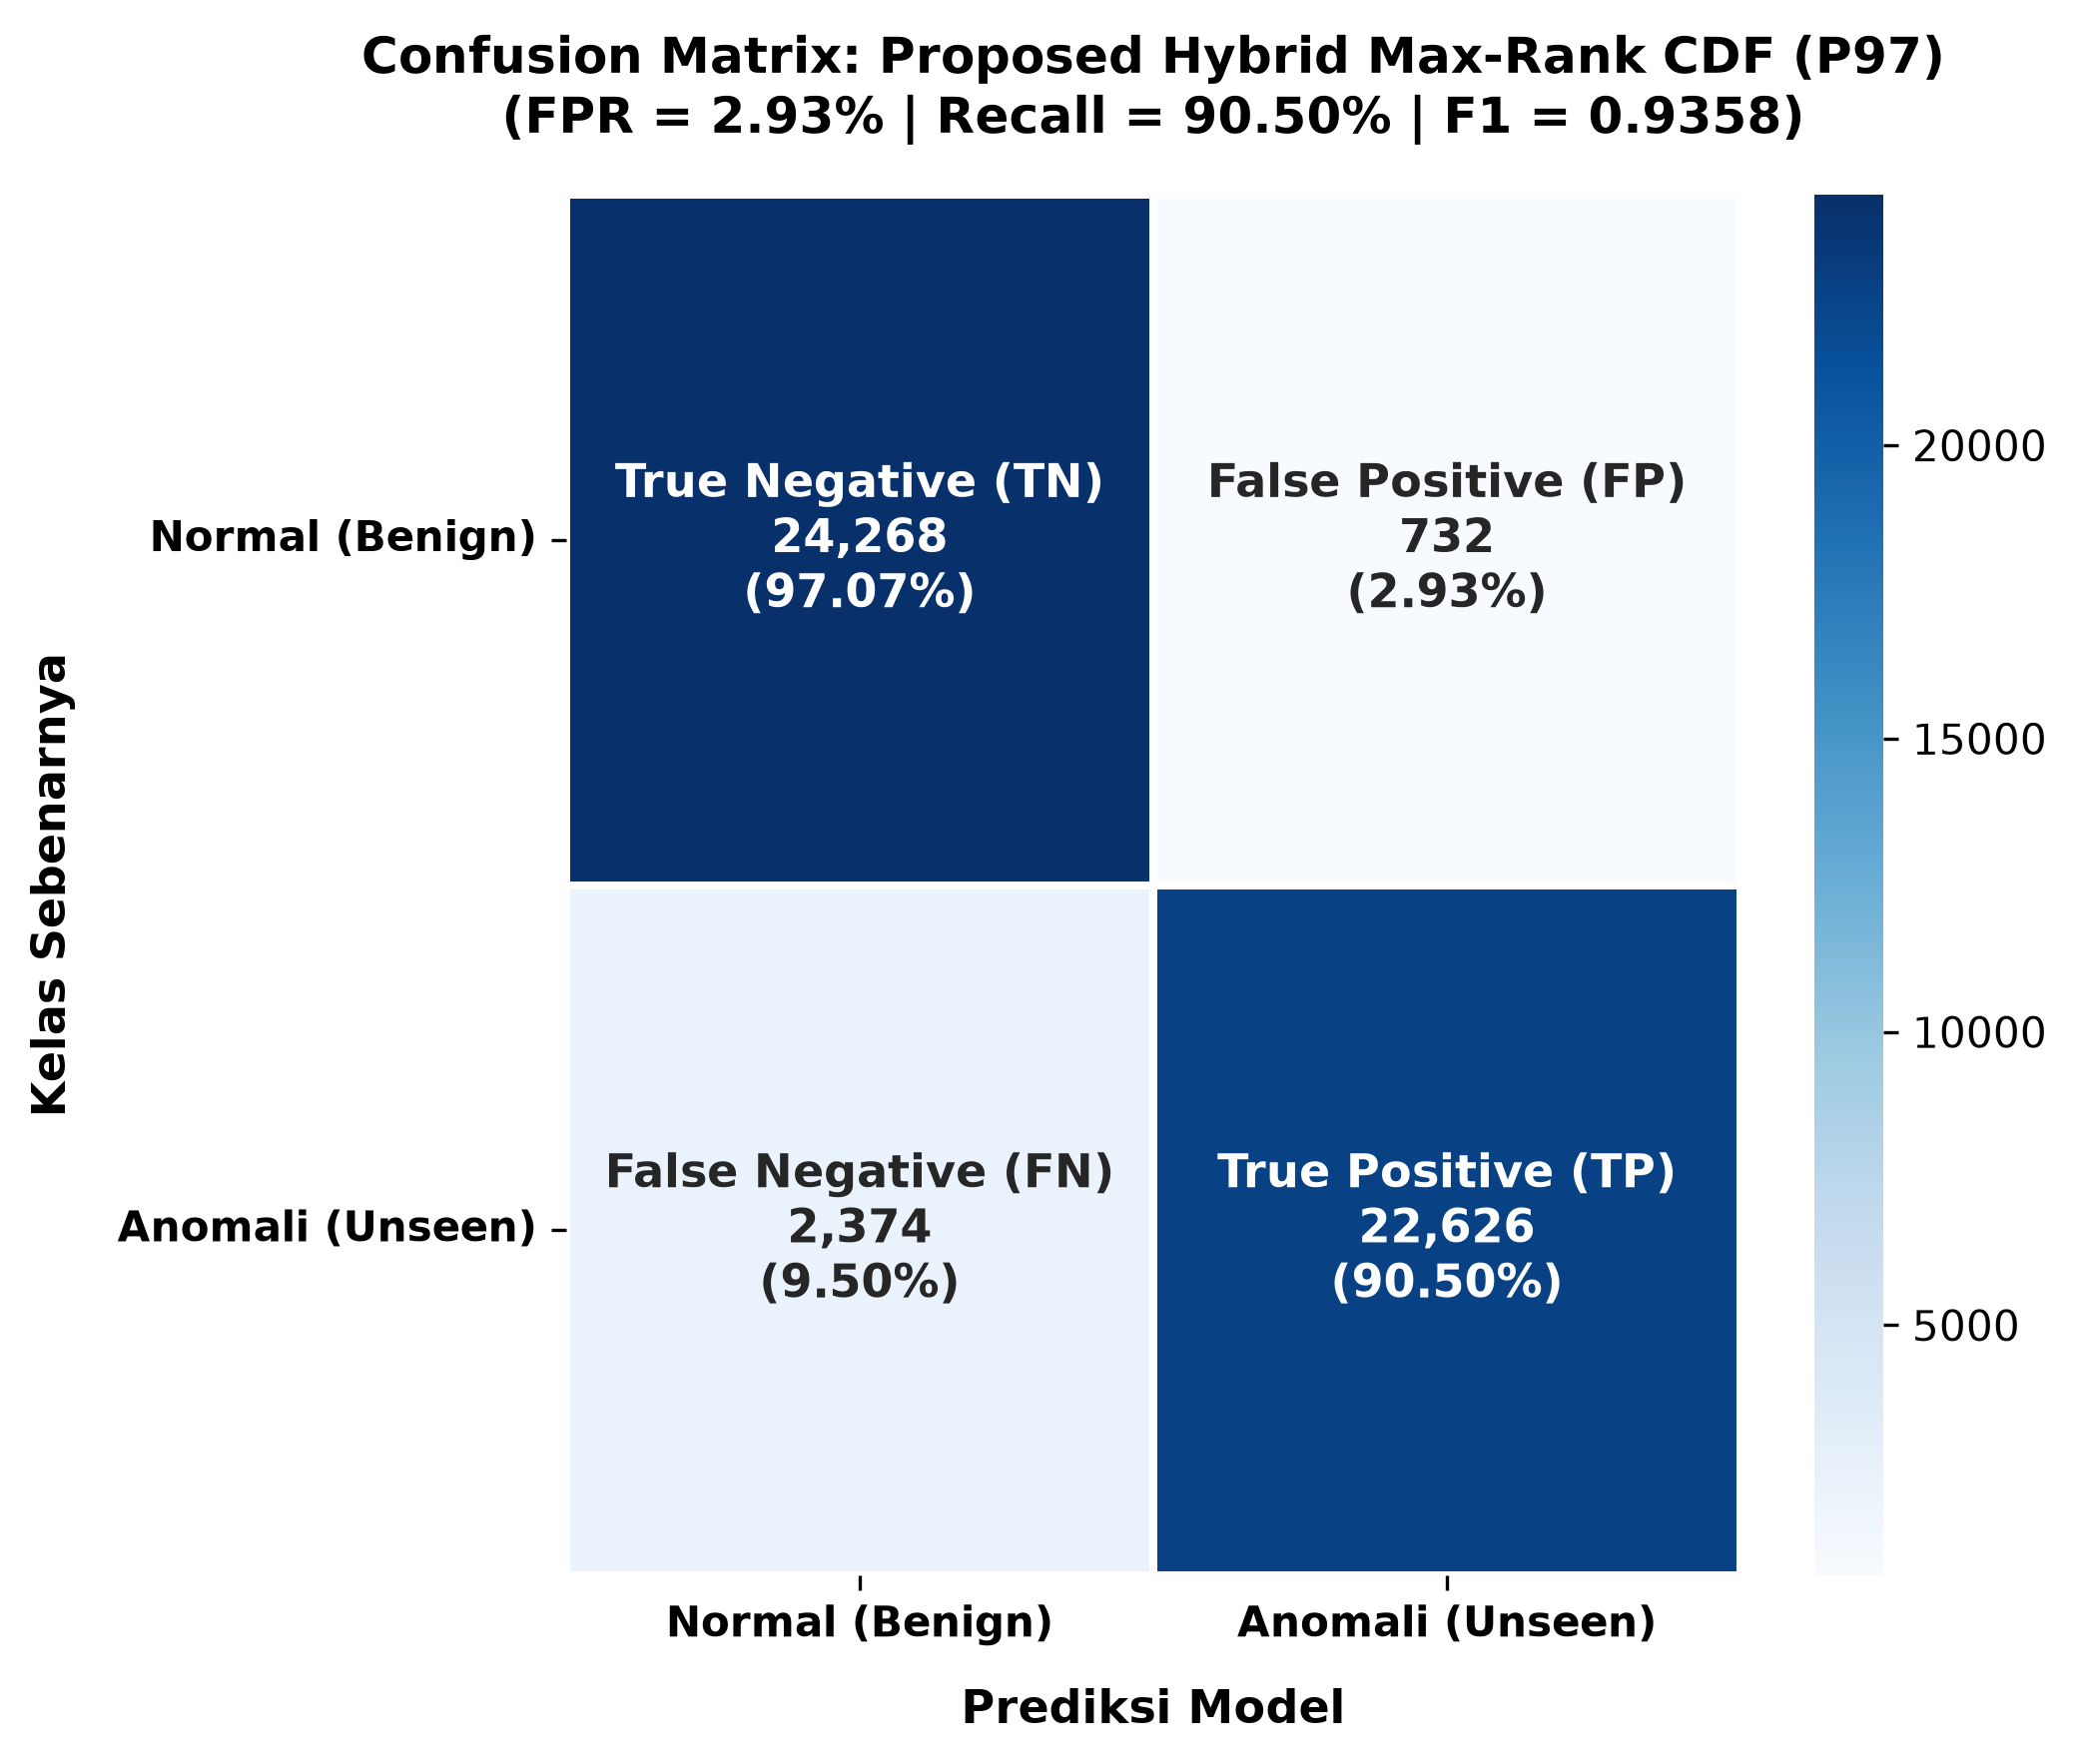 Confusion Matrix: Proposed Hybrid Max-Rank CDF (P97)
(FPR = 2.93% | Recall = 90.50% | F1 = 0.9358)
Kelas Sebenarnya
Normal (Benign)
True Negative (TN)
24,268
(97.07%)
False Positive (FP)
732
(2.93%)
Anomali (Unseen)
False Negative (FN)
2,374
(9.50%)
True Positive (TP)
22,626
(90.50%)
20000
15000
10000
5000
Normal (Benign)
Anomali (Unseen)
Prediksi Model